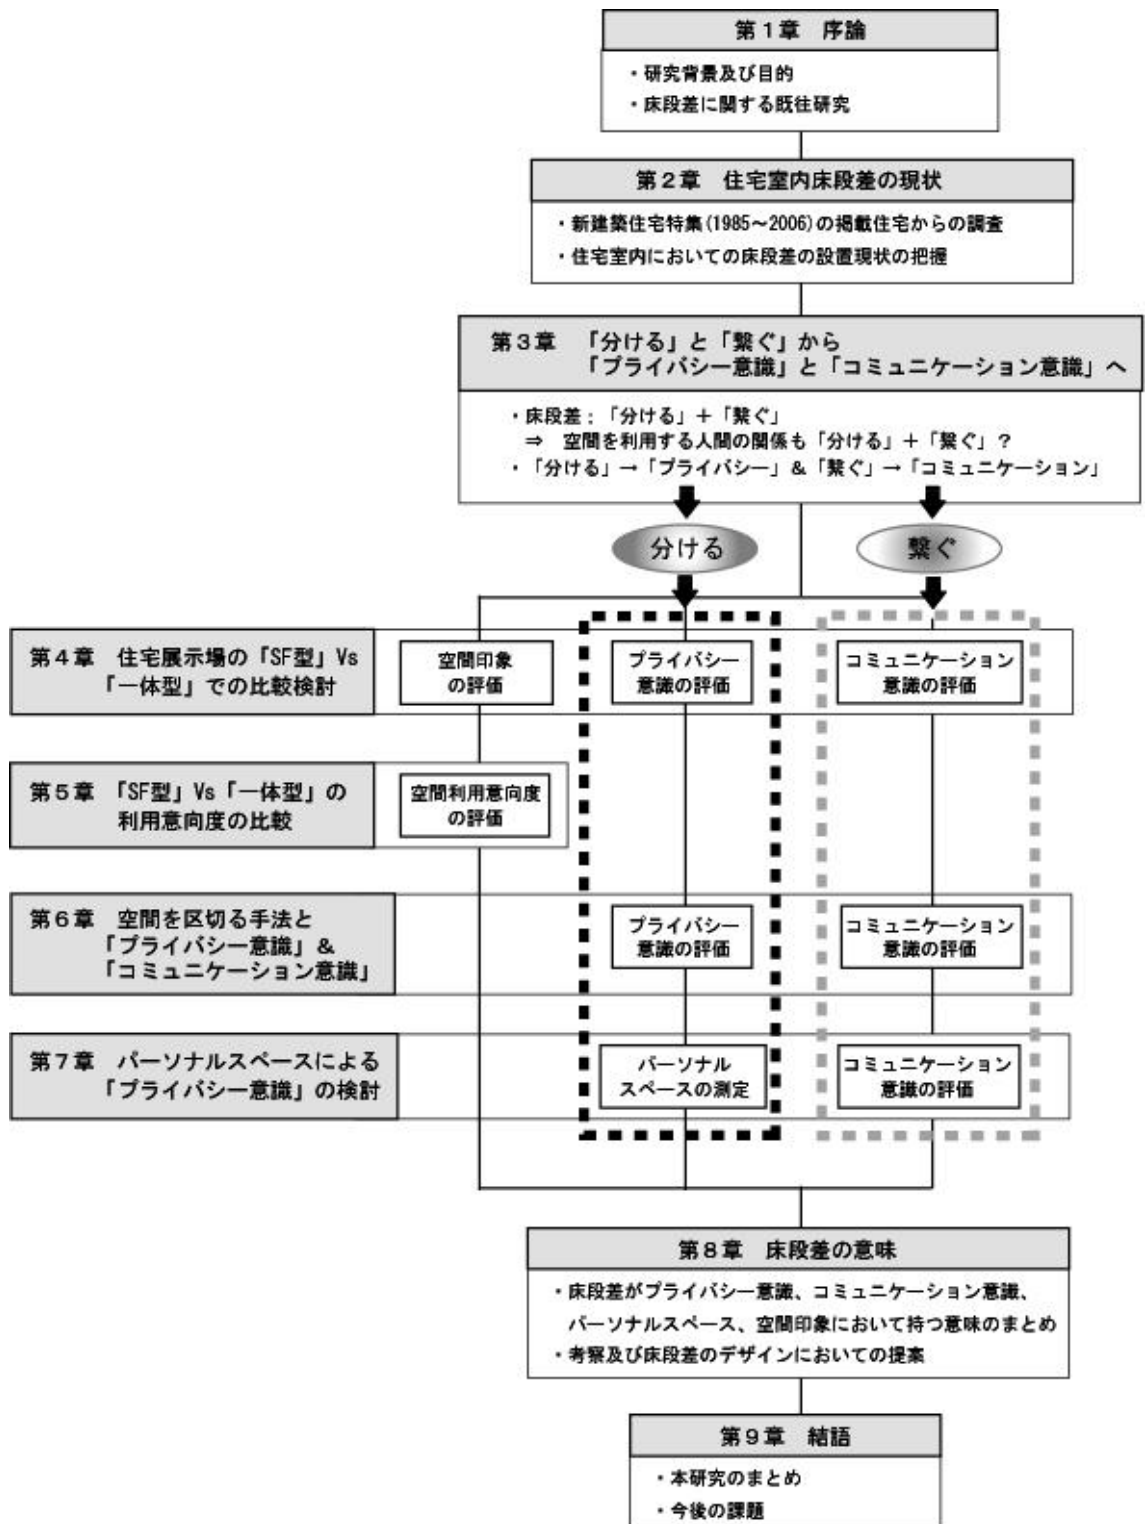 第１章　序論
・研究背景及び目的
・床段差に関する既往研究
第２章　住宅室内床段差の現状
・新建築住宅特集(1985～2006)の掲載住宅からの調査
・住宅室内においての床段差の設置現状の把握
第３章　「分ける」と「繋ぐ」から
「プライバシー意識」と「コミュニケーション意識」へ
・床段差；「分ける」＋「繋ぐ」
⇒　空間を利用する人間の関係も「分ける」＋「繋ぐ」？
・「分ける」→「プライバシー」＆「繋ぐ」→「コミュニケーション」
分ける
繋ぐ
第４章　住宅展示場の「SF型」Vs
「一体型」での比較検討
空間印象
の評価
プライバシー
意識の評価
コミュニケーション
意識の評価
第５章　「SF型」Vs「一体型」の
利用意向度の比較
空間利用意向度
の評価
第６章　空間を区切る手法と
「プライバシー意識」＆
「コミュニケーション意識」
プライバシー
意識の評価
コミュニケーション
意識の評価
第７章　パーソナルスペースによる
「プライバシー意識」の検討
パーソナル
スペースの測定
コミュニケーション
意識の評価
第８章　床段差の意味
・床段差がプライバシー意識、コミュニケーション意識、
パーソナルスペース、空間印象において持つ意味のまとめ
・考察及び床段差のデザインにおいての提案
第９章　結語
・本研究のまとめ
・今後の課題